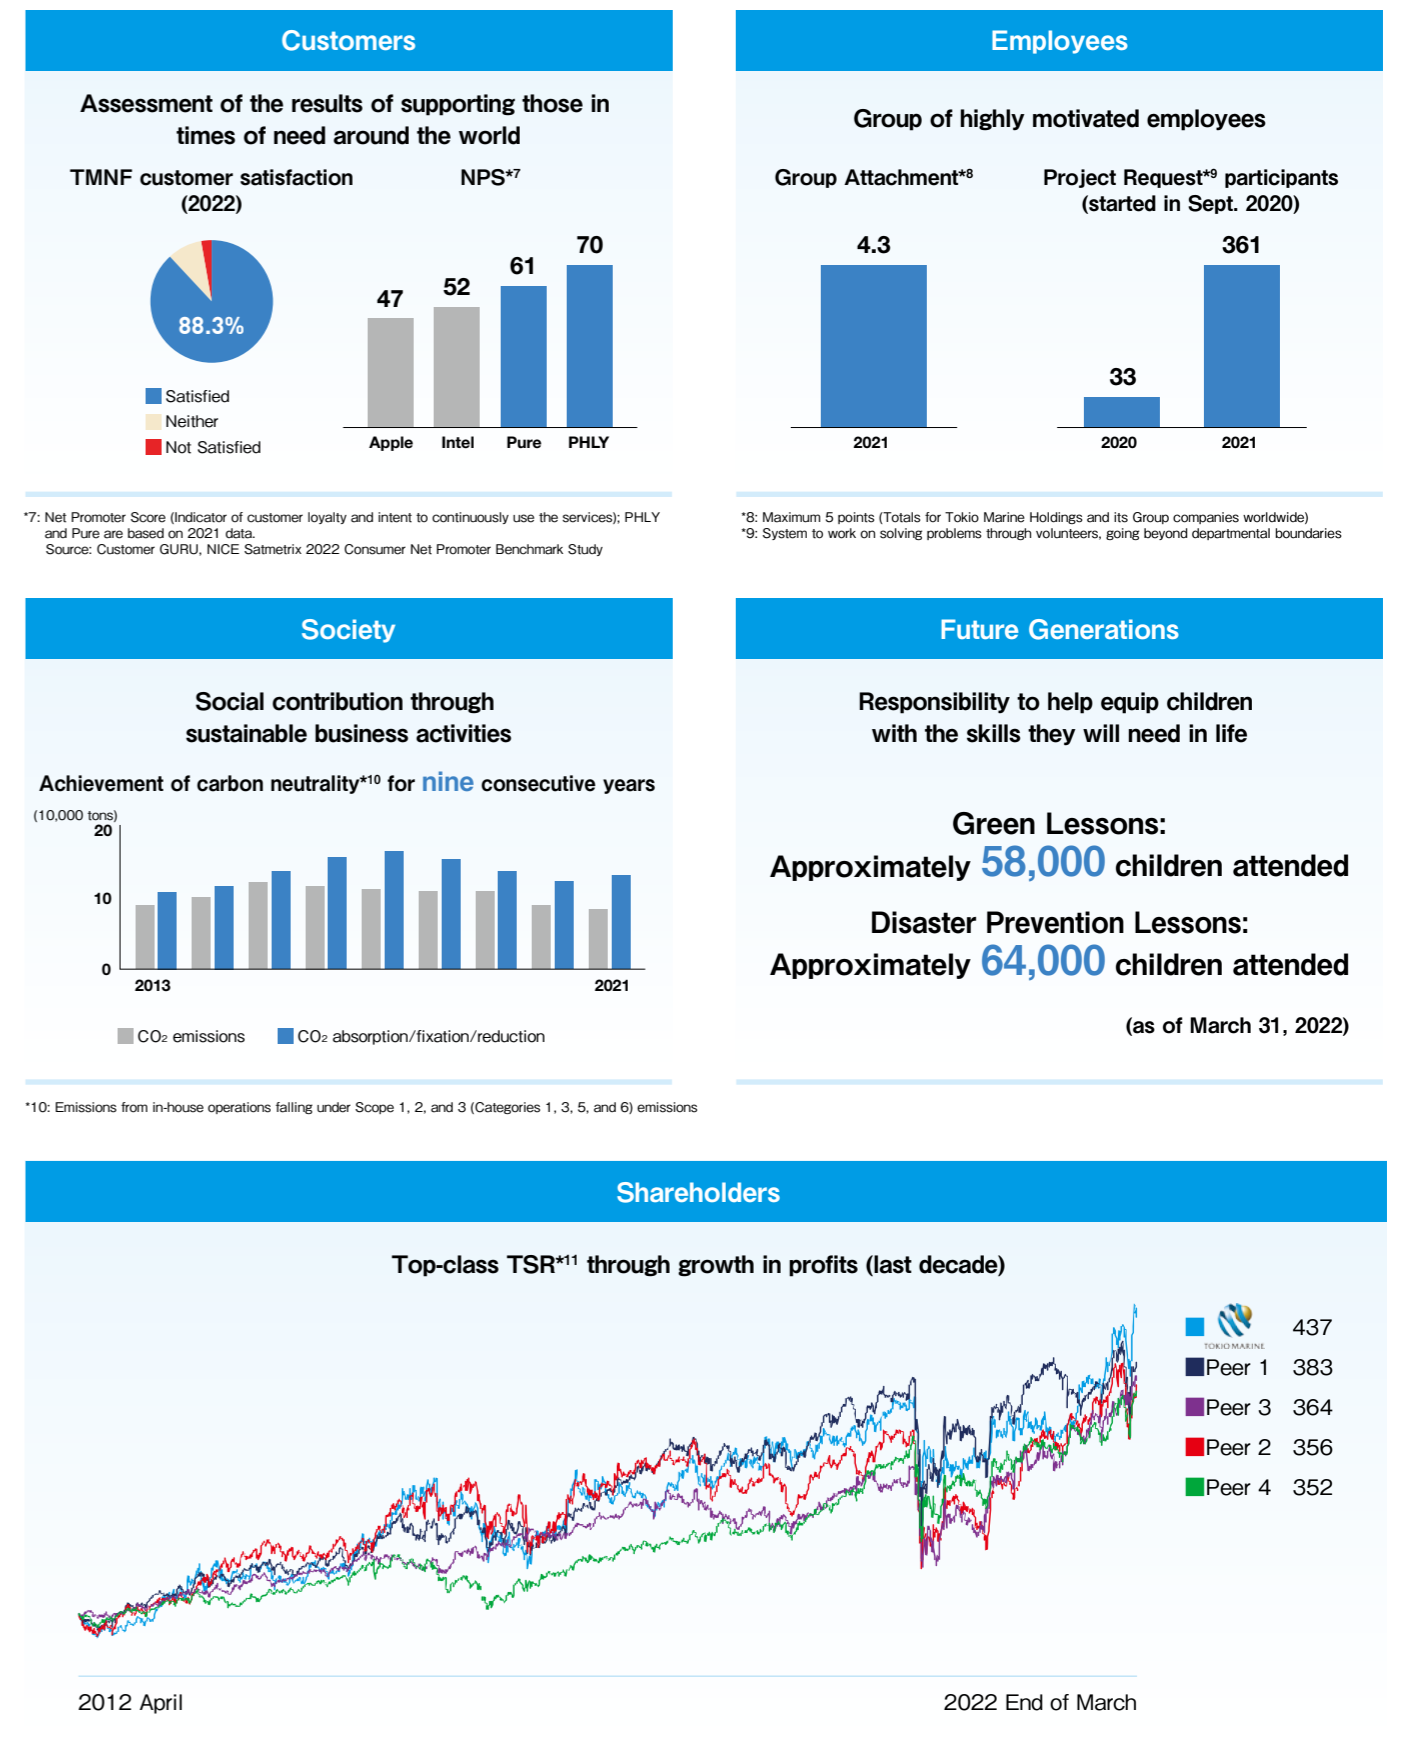 Customers
Assessment of the results of supporting those in
times of need around the world
TMNF customer satisfaction
(2022)
88.3%
Satisfied
Neither
Not Satisfied
NPS*7
47
52
61
70
Apple
Intel
Pure
PHLY
*7: Net Promoter Score (Indicator of customer loyalty and intent to continuously use the services); PHLY
and Pure are based on 2021 data.
Source: Customer GURU, NICE Satmetrix 2022 Consumer Net Promoter Benchmark Study
Employees
Group of highly motivated employees
Group Attachment*8
4.3
2021
Project Request*9 participants
(started in Sept. 2020)
33
361
2020
2021
*8: Maximum 5 points (Totals for Tokio Marine Holdings and its Group companies worldwide)
*9: System to work on solving problems through volunteers, going beyond departmental boundaries
Society
Social contribution through
sustainable business activities
Achievement of carbon neutrality*10 for nine consecutive years
(10,000 tons)
20
10
0
2013
2021
CO2 emissions
CO2 absorption/fixation/reduction
*10: Emissions from in-house operations falling under Scope 1, 2, and 3 (Categories 1, 3, 5, and 6) emissions
Future Generations
Responsibility to help equip children
with the skills they will need in life
Green Lessons:
Approximately 58,000 children attended
Disaster Prevention Lessons:
Approximately 64,000 children attended
(as of March 31, 2022)
Shareholders
Top-class TSR*11 through growth in profits (last decade)
TOKIO MARINE 437
Peer 1 383
Peer 3 364
Peer 2 356
Peer 4 352
2012 April
2022 End of March